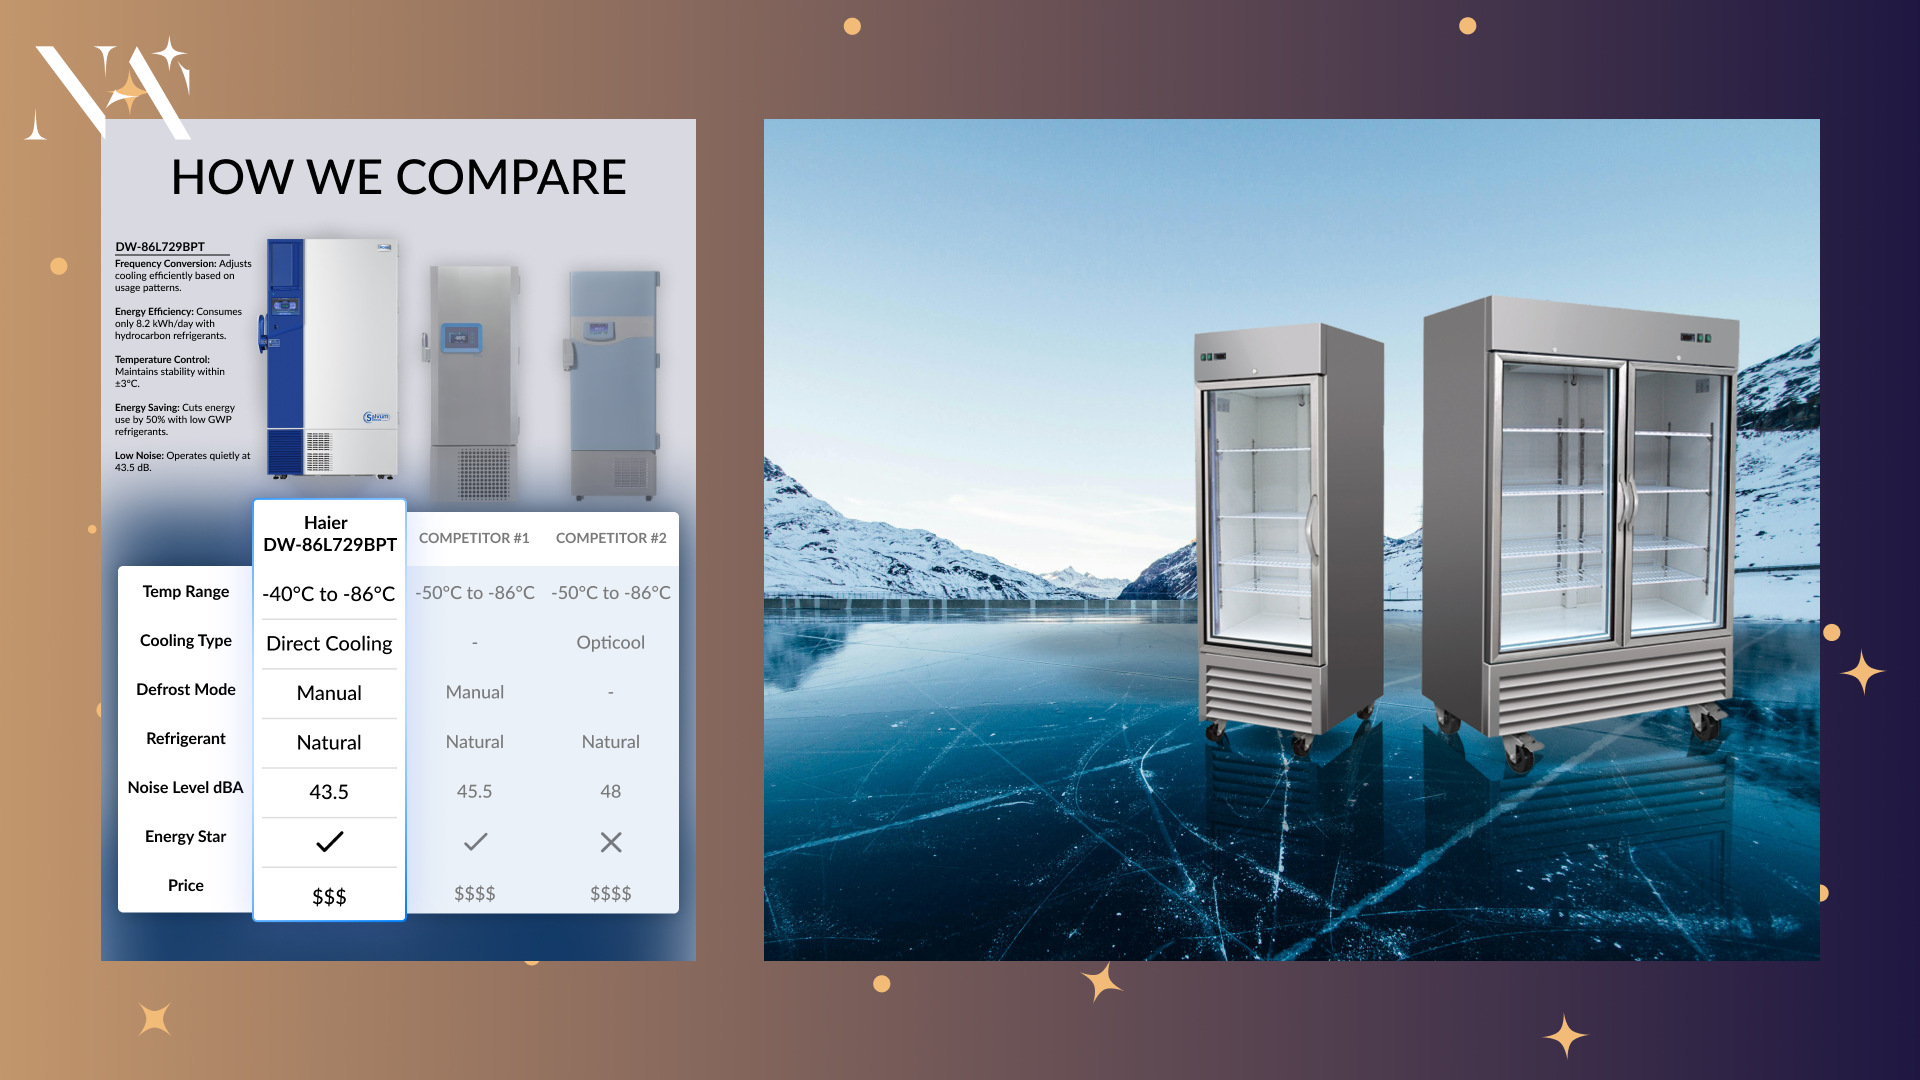 NA
HOW WE COMPARE
DW-86L729BPT
Frequency Conversion: Adjusts
cooling efficiently based on
usage patterns.
Energy Efficiency: Consumes
only 8.2 kWh/day with
hydrocarbon refrigerants.
Temperature Control:
Maintains stability within
±3°C.
Energy Saving: Cuts energy
use by 50% with low GWP
refrigerants.
Low Noise: Operates quietly at
43.5 dB.
Haier
DW-86L729BPT
COMPETITOR #1
COMPETITOR #2
Temp Range
-40°C to -86°C
-50°C to -86°C
-50°C to -86°C
Cooling Type
Direct Cooling
-
Opticool
Defrost Mode
Manual
Manual
-
Refrigerant
Natural
Natural
Natural
Noise Level dBA
43.5
45.5
48
Energy Star
Price
$$$
$$$$
$$$$